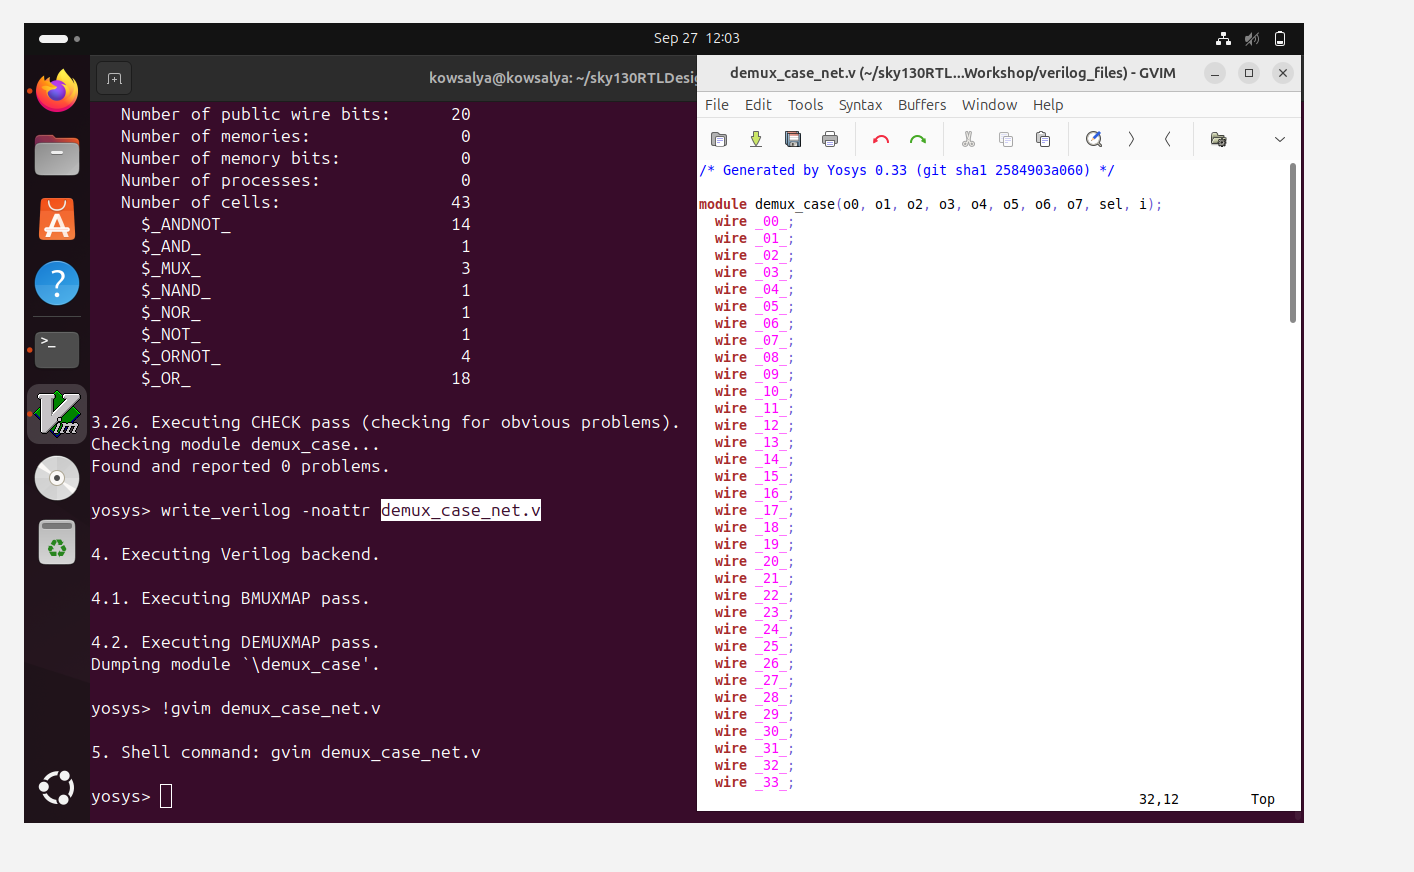 Sep 27 12:03
kowsalya@kowsalya: ~/sky130RTLDesig
Number of public wire bits: 20
Number of memories: 0
Number of memory bits: 0
Number of processes: 0
Number of cells: 43
$_ANDNOT_ 14
$_AND_ 1
$_MUX_ 3
$_NAND_ 1
$_NOR_ 1
$_NOT_ 1
$_ORNOT_ 4
$_OR_ 18
3.26. Executing CHECK pass (checking for obvious problems).
Checking module demux_case...
Found and reported 0 problems.
yosys> write_verilog -noattr demux_case_net.v
4. Executing Verilog backend.
4.1. Executing BMUXMAP pass.
4.2. Executing DEMUXMAP pass.
Dumping module `\demux_case'.
yosys> !gvim demux_case_net.v
5. Shell command: gvim demux_case_net.v
yosys>
demux_case_net.v (~/sky130RTL...Workshop/verilog_files) - GVIM
File Edit Tools Syntax Buffers Window Help
/* Generated by Yosys 0.33 (git sha1 2584903a060) */
module demux_case(o0, o1, o2, o3, o4, o5, o6, o7, sel, i);
wire _00_;
wire _01_;
wire _02_;
wire _03_;
wire _04_;
wire _05_;
wire _06_;
wire _07_;
wire _08_;
wire _09_;
wire _10_;
wire _11_;
wire _12_;
wire _13_;
wire _14_;
wire _15_;
wire _16_;
wire _17_;
wire _18_;
wire _19_;
wire _20_;
wire _21_;
wire _22_;
wire _23_;
wire _24_;
wire _25_;
wire _26_;
wire _27_;
wire _28_;
wire _29_;
wire _30_;
wire _31_;
wire _32_;
wire _33_;
32,12 Top